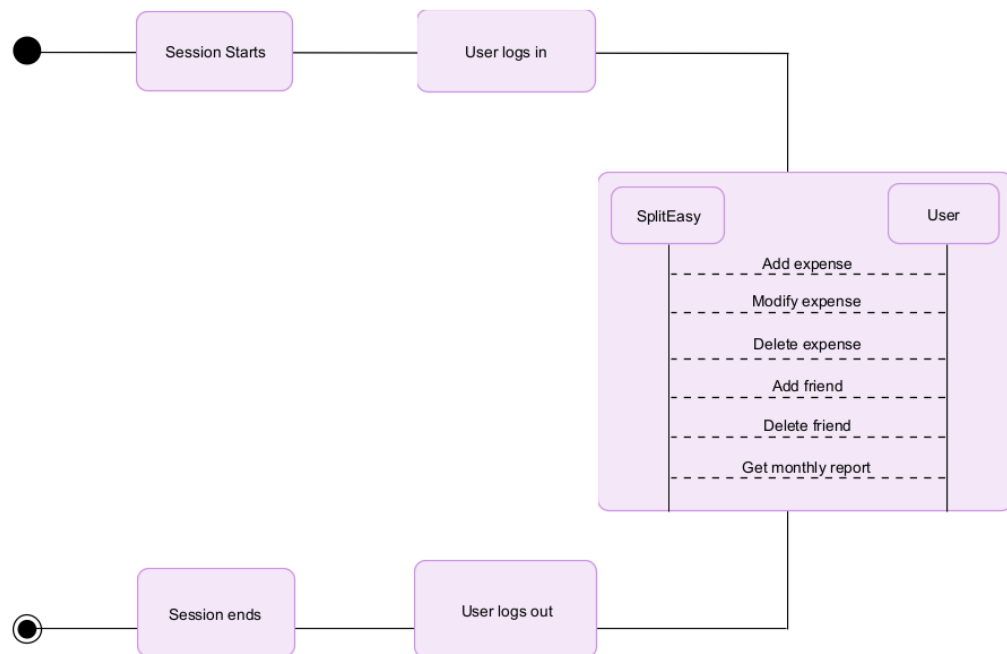 Session Starts
User logs in
SplitEasy
User
Add expense
Modify expense
Delete expense
Add friend
Delete friend
Get monthly report
User logs out
Session ends